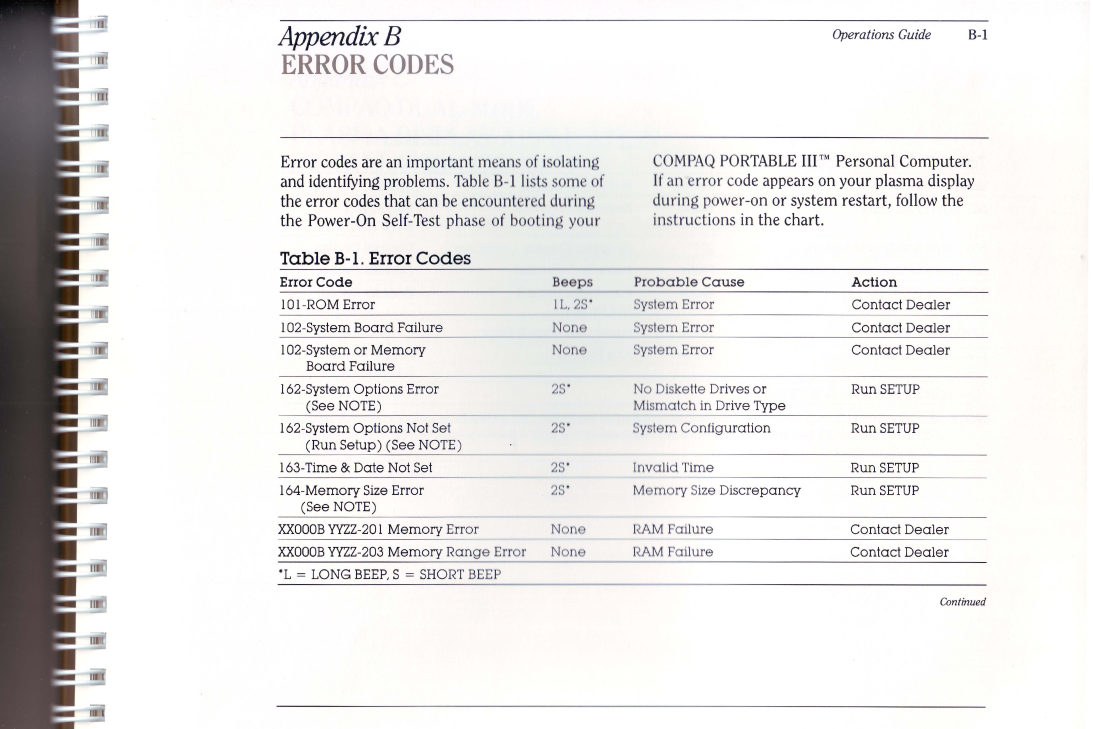 Appendix B
Operations Guide B-1
ERROR CODES
Error codes are an important means of isolating
and identifying problems. Table B-1 lists some of
the error codes that can be encountered during
the Power-On Self-Test phase of booting your
COMPAQ PORTABLE III™ Personal Computer.
If an error code appears on your plasma display
during power-on or system restart, follow the
instructions in the chart.
Table B-1. Error Codes
Error Code Beeps Probable Cause Action
101-ROM Error 1L, 2S* System Error Contact Dealer
102-System Board Failure None System Error Contact Dealer
102-System or Memory None System Error Contact Dealer
Board Failure
162-System Options Error 2S* No Diskette Drives or Run SETUP
(See NOTE) Mismatch in Drive Type
162-System Options Not Set 2S* System Configuration Run SETUP
(Run Setup) (See NOTE)
163-Time & Date Not Set 2S* Invalid Time Run SETUP
164-Memory Size Error 2S* Memory Size Discrepancy Run SETUP
(See NOTE)
XX000B YYZZ-201 Memory Error None RAM Failure Contact Dealer
XX000B YYZZ-203 Memory Range Error None RAM Failure Contact Dealer
*L = LONG BEEP, S = SHORT BEEP
Continued